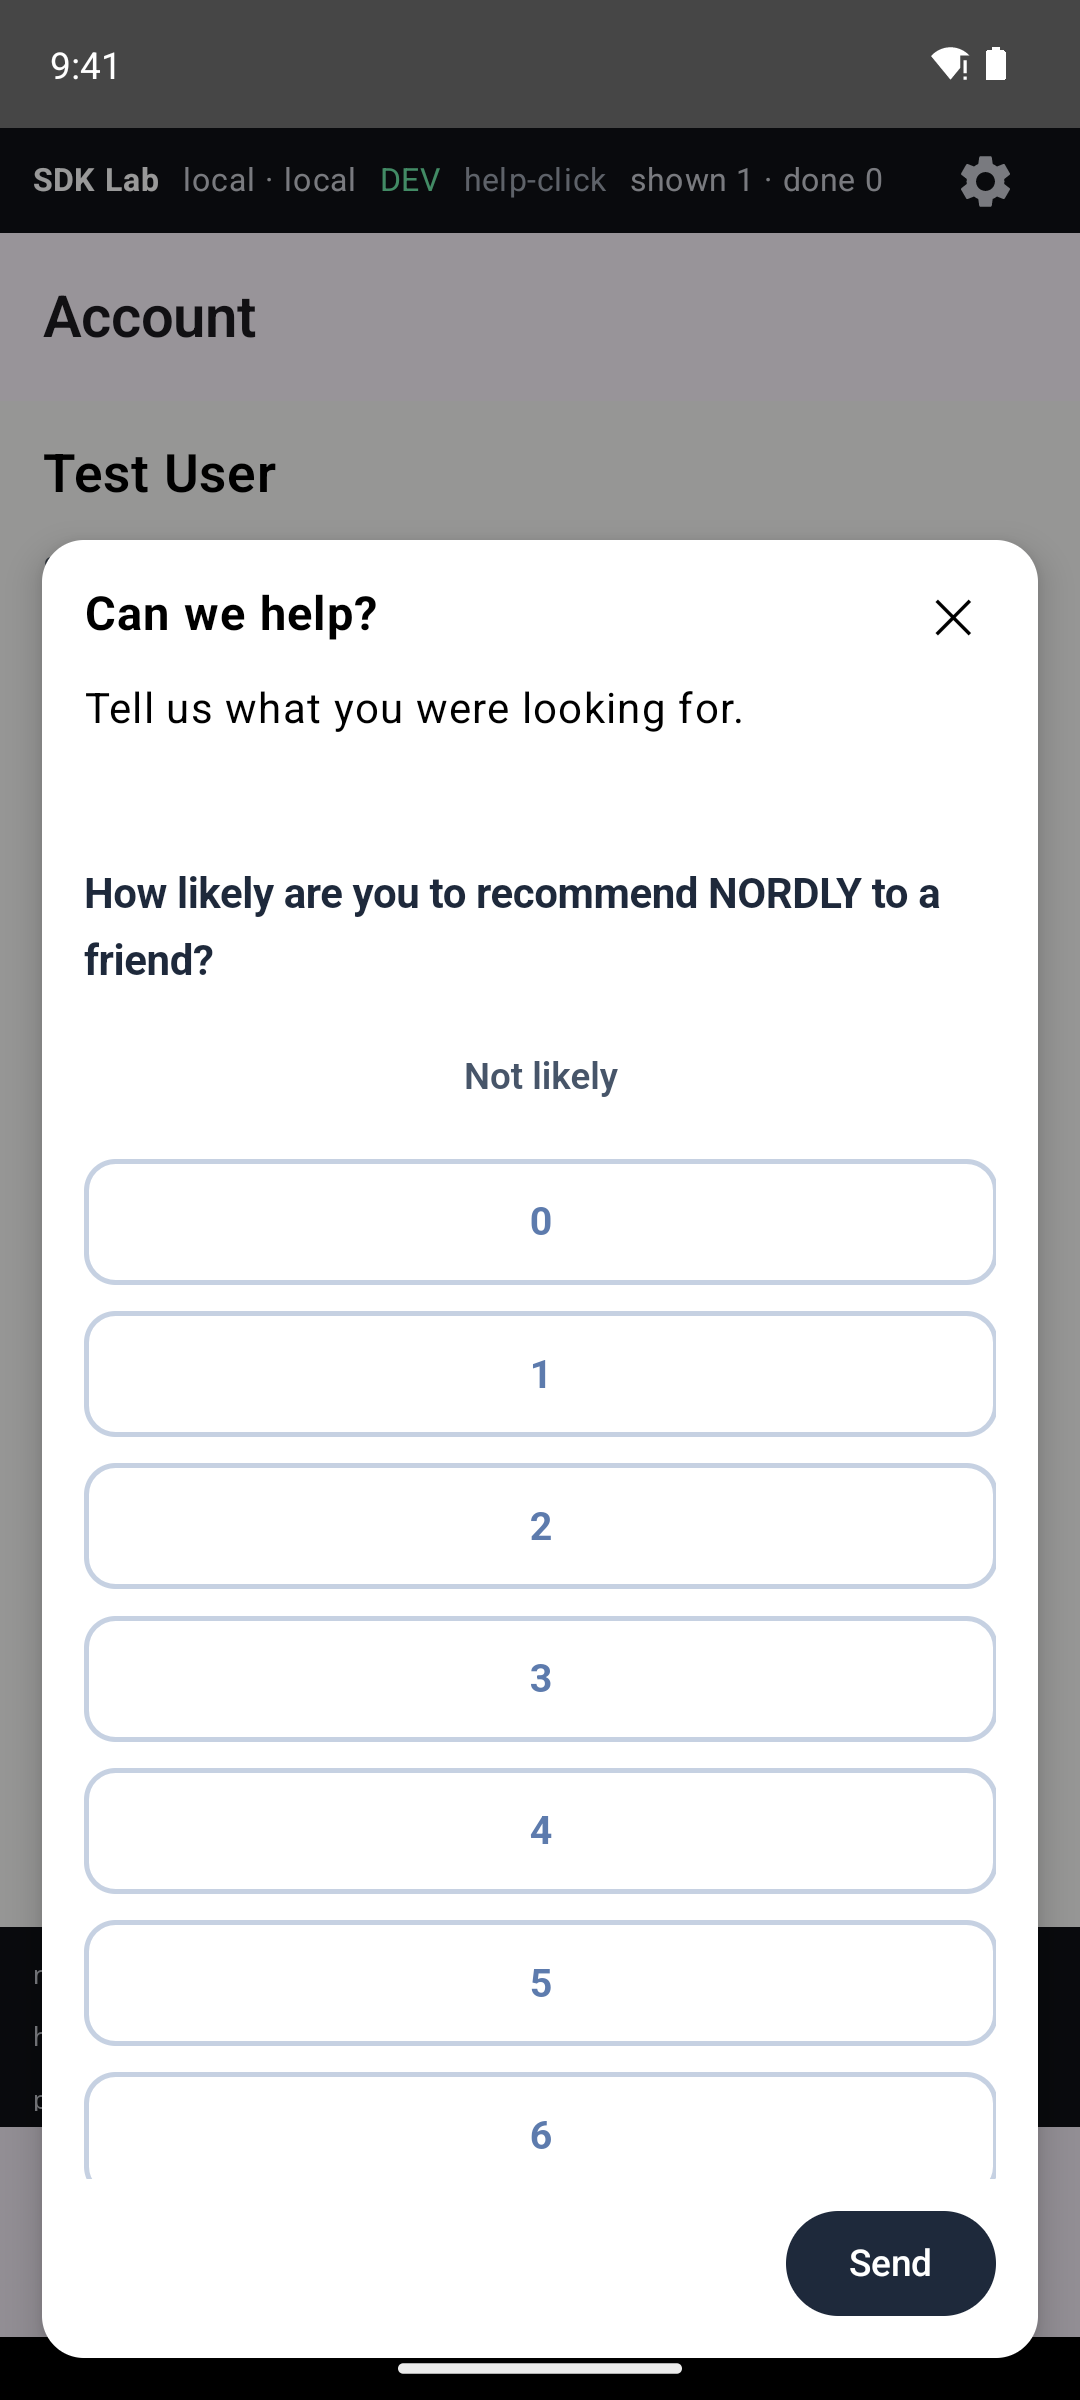 9:41
SDK Lab local · local DEV help-click shown 1 · done 0
Account
Test User
Can we help?
Tell us what you were looking for.
How likely are you to recommend NORDLY to a
friend?
Not likely
0
1
2
3
4
5
6
Send